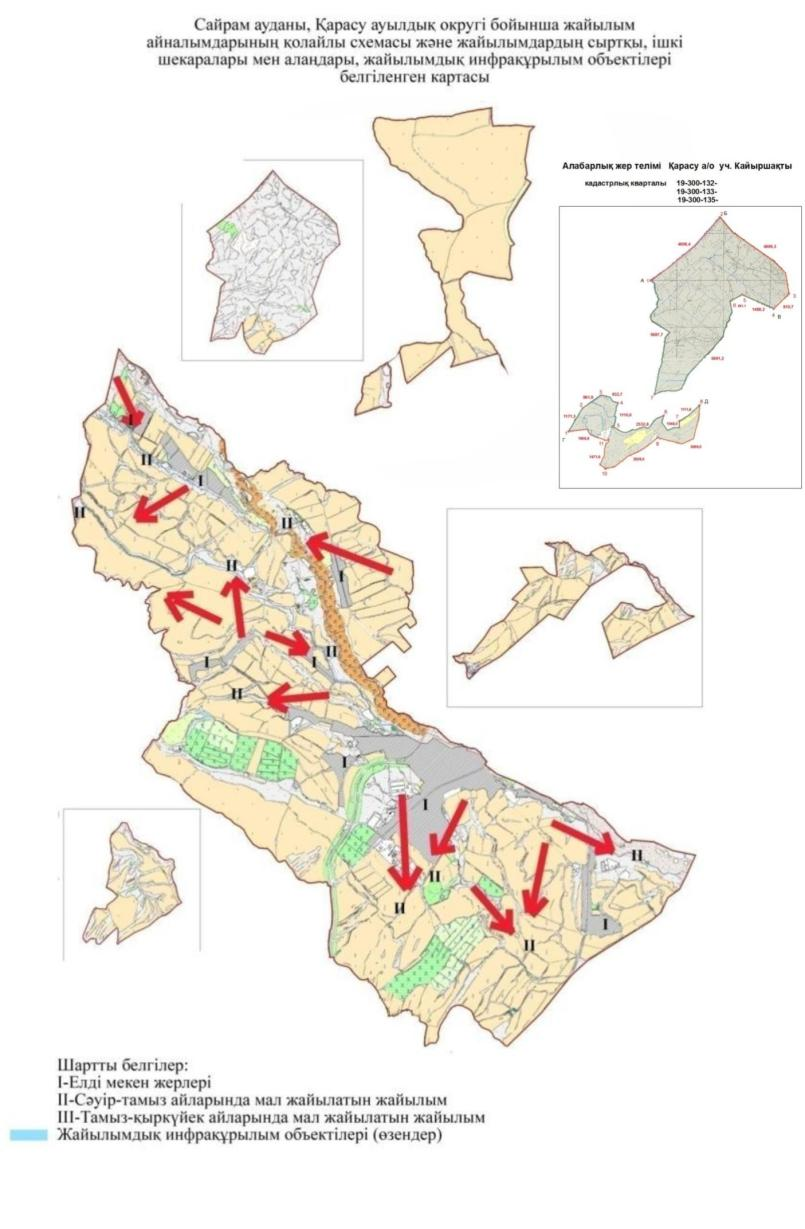 Сайрам ауданы, Қарасу ауылдық округі бойынша жайылым
айналымдарының қолайлы схемасы және жайылымдардың сыртқы, ішкі
шекаралары мен алаңдары, жайылымдық инфрақұрылым объектілері
белгіленген картасы
Алабарлық жер телімі Қарасу а/о уч. Кайыршақты
кадастрлық кварталы 19-300-132-
19-300-133-
19-300-135-
Б
А
В
Д
Г
I
II
I
II
II
I
II
II
I
I
II
II
I
I
II
II
II
I
II
Шартты белгілер:
I-Елді мекен жерлері
II-Сәуір-тамыз айларында мал жайылатын жайылым
III-Тамыз-қыркүйек айларында мал жайылатын жайылым
Жайылымдық инфрақұрылым объектілері (өзендер)